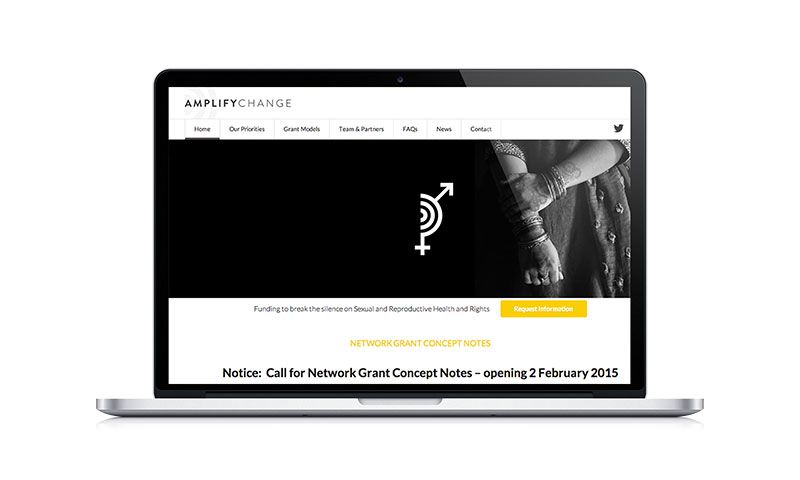 AMPLIFYCHANGE
Home Our Priorities Grant Models Team & Partners FAQs News Contact
Funding to break the silence on Sexual and Reproductive Health and Rights Request Information
NETWORK GRANT CONCEPT NOTES
Notice: Call for Network Grant Concept Notes – opening 2 February 2015